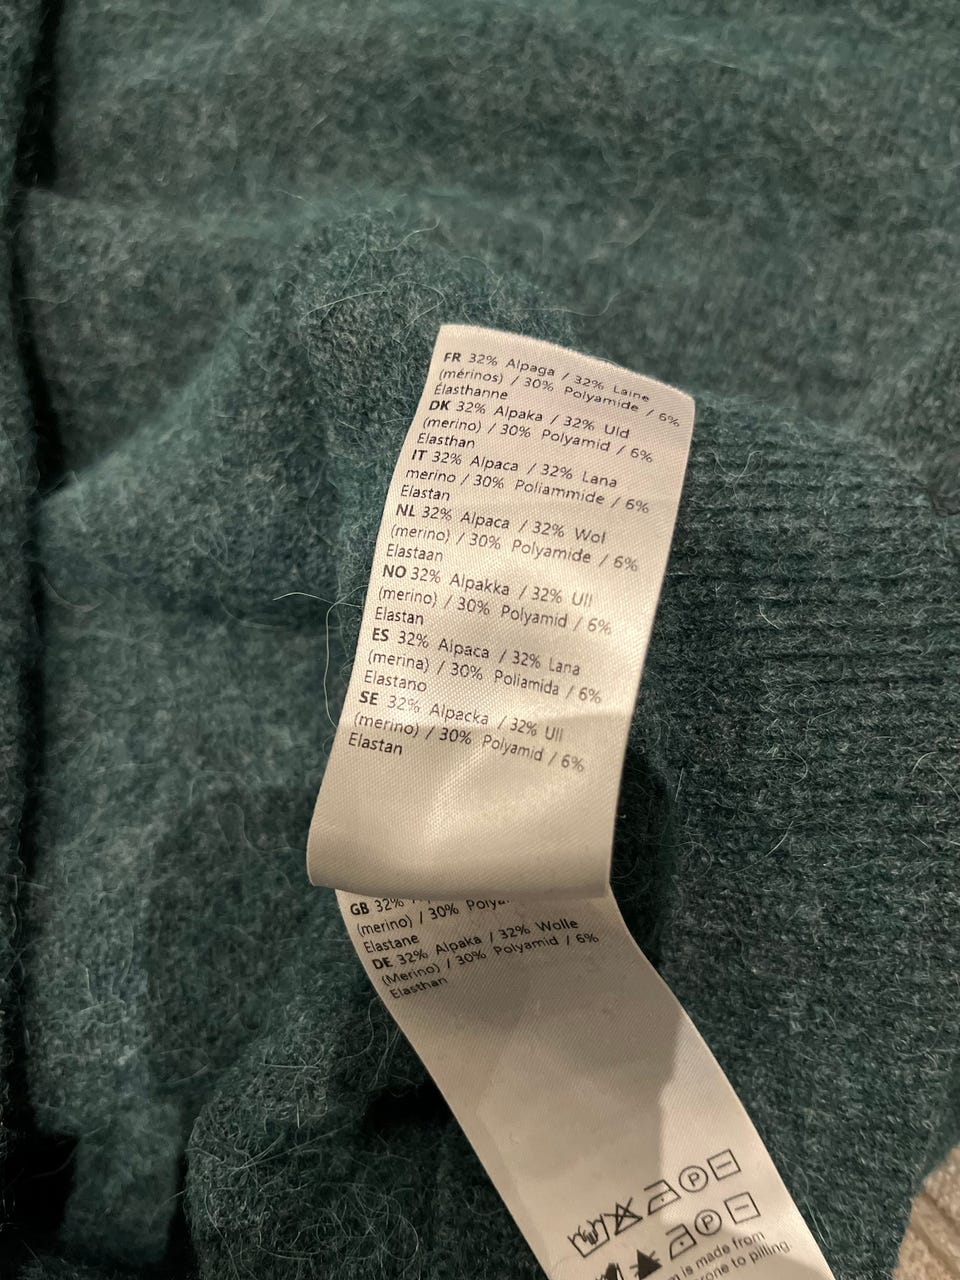 FR 32% Alpaga / 32% Laine
(mérinos) / 30% Polyamide / 6%
Élasthanne
DK 32% Alpaka / 32% Uld
(merino) / 30% Polyamid / 6%
Elasthan
IT 32% Alpaca / 32% Lana
merino / 30% Poliammide / 6%
Elastan
NL 32% Alpaca / 32% Wol
(merino) / 30% Polyamide / 6%
Elastaan
NO 32% Alpakka / 32% Ull
(merino) / 30% Polyamid / 6%
Elastan
ES 32% Alpaca / 32% Lana
(merina) / 30% Poliamida / 6%
Elastano
SE 32% Alpacka / 32% Ull
(merino) / 30% Polyamid / 6%
Elastan
GB 32%
(merino) / 30%
Elastane
DE 32% Alpaka / 32% Wolle
(Merino) / 30% Polyamid / 6%
Elasthan
P
P
is made from
prone to pilling.